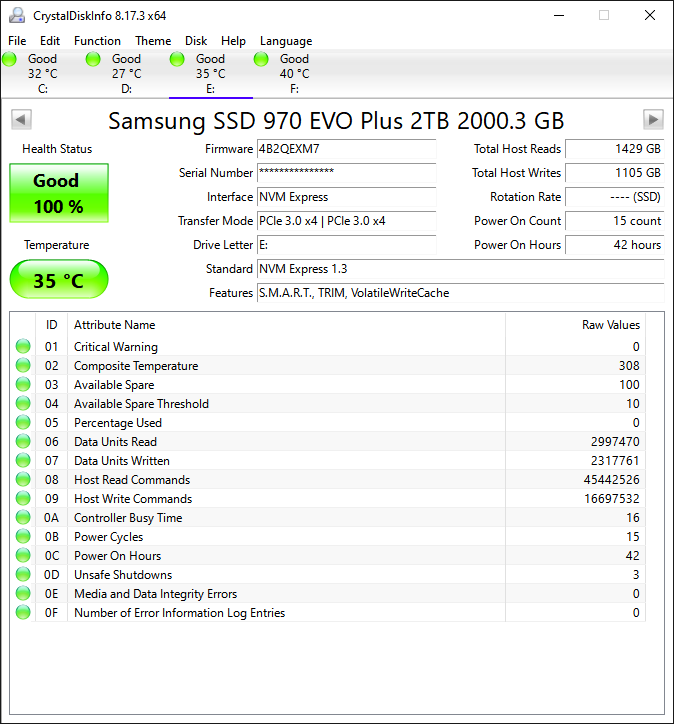 CrystalDiskInfo 8.17.3 x64
File Edit Function Theme Disk Help Language
Good Good Good Good
32 °C 27 °C 35 °C 40 °C
C: D: E: F:
Samsung SSD 970 EVO Plus 2TB 2000.3 GB
Health Status Firmware 4B2QEXM7 Total Host Reads 1429 GB
Good
100 %
Serial Number *************** Total Host Writes 1105 GB
Interface NVM Express Rotation Rate ---- (SSD)
Transfer Mode PCIe 3.0 x4 | PCIe 3.0 x4 Power On Count 15 count
Temperature Drive Letter E: Power On Hours 42 hours
35 °C
Standard NVM Express 1.3
Features S.M.A.R.T., TRIM, VolatileWriteCache
ID Attribute Name Raw Values
01 Critical Warning 0
02 Composite Temperature 308
03 Available Spare 100
04 Available Spare Threshold 10
05 Percentage Used 0
06 Data Units Read 2997470
07 Data Units Written 2317761
08 Host Read Commands 45442526
09 Host Write Commands 16697532
0A Controller Busy Time 16
0B Power Cycles 15
0C Power On Hours 42
0D Unsafe Shutdowns 3
0E Media and Data Integrity Errors 0
0F Number of Error Information Log Entries 0